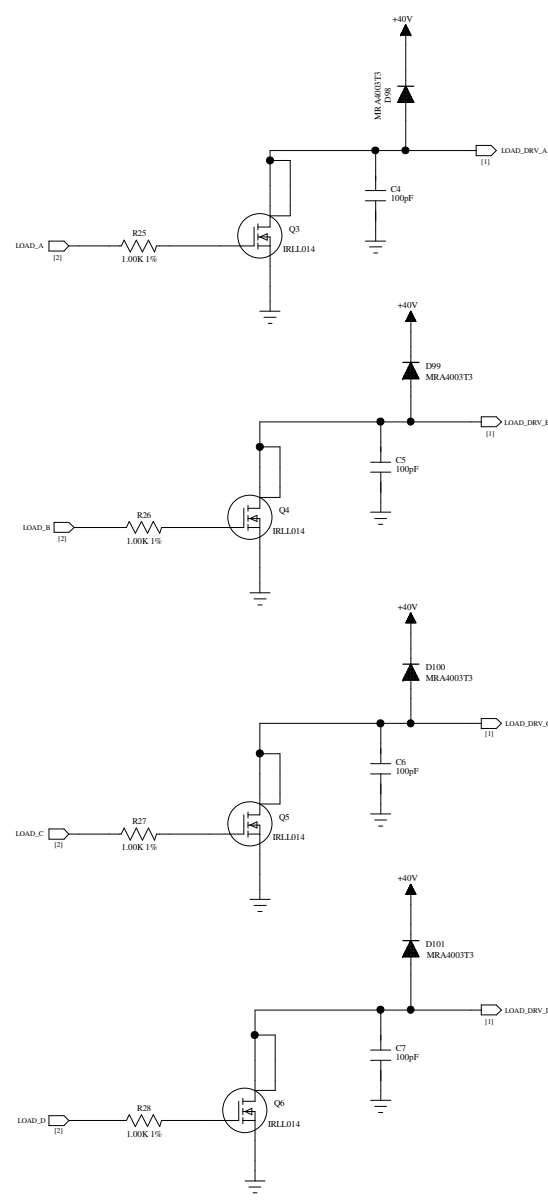 +40V
MRA4003T3
D98
LOAD_DRV_A
[1]
C4
100pF
Q3
IRLL014
R25
1.00K 1%
LOAD_A
[2]
+40V
D99
MRA4003T3
LOAD_DRV_B
[1]
C5
100pF
Q4
IRLL014
R26
1.00K 1%
LOAD_B
[2]
+40V
D100
MRA4003T3
LOAD_DRV_C
[1]
C6
100pF
Q5
IRLL014
R27
1.00K 1%
LOAD_C
[2]
+40V
D101
MRA4003T3
LOAD_DRV_D
[1]
C7
100pF
Q6
IRLL014
R28
1.00K 1%
LOAD_D
[2]